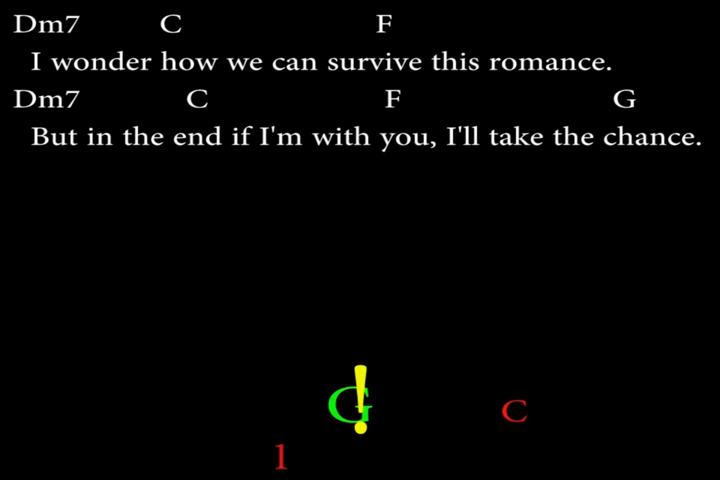 Dm7 C F
I wonder how we can survive this romance.
Dm7 C F G
But in the end if I'm with you, I'll take the chance.
G ! C
1